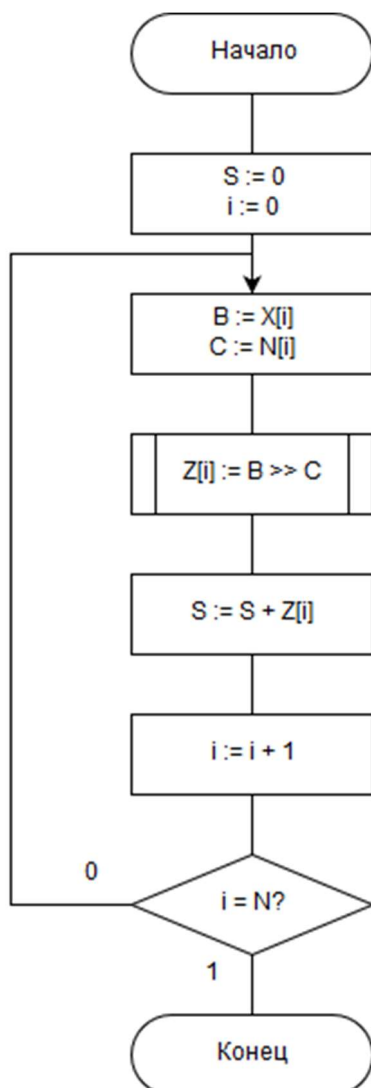 Начало
S := 0
i := 0
B := X[i]
C := N[i]
Z[i] := B >> C
S := S + Z[i]
i := i + 1
0
i = N?
1
Конец